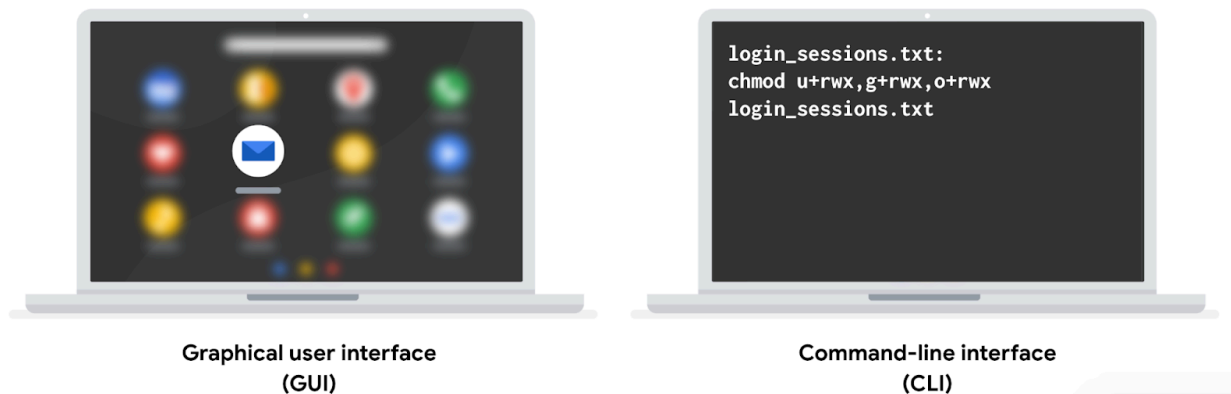 login_sessions.txt:
chmod u+rwx,g+rwx,o+rwx
login_sessions.txt
Graphical user interface
(GUI)
Command-line interface
(CLI)